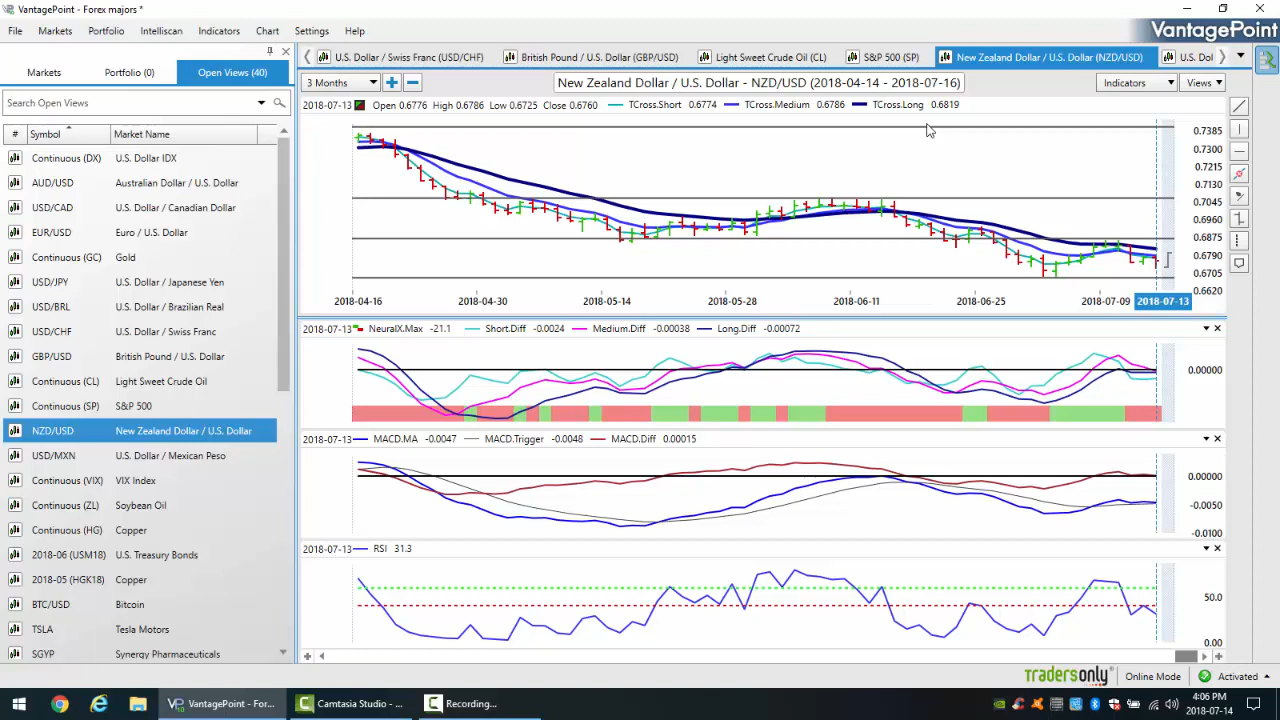 VantagePoint - Forex majors *
File Markets Portfolio Intelliscan Indicators Chart Settings Help
VantagePoint
Markets Portfolio (0) Open Views (40)
U.S. Dollar / Swiss Franc (USD/CHF) British Pound / U.S. Dollar (GBP/USD) Light Sweet Crude Oil (CL) S&P 500 (SP) New Zealand Dollar / U.S. Dollar (NZD/USD) U.S. Dol
3 Months New Zealand Dollar / U.S. Dollar - NZD/USD (2018-04-14 - 2018-07-16) Indicators Views
Search Open Views
# Symbol Market Name
Continuous (DX) U.S. Dollar IDX
AUD/USD Australian Dollar / U.S. Dollar
USD/CAD U.S. Dollar / Canadian Dollar
EUR/USD Euro / U.S. Dollar
Continuous (GC) Gold
USD/JPY U.S. Dollar / Japanese Yen
USD/BRL U.S. Dollar / Brazilian Real
USD/CHF U.S. Dollar / Swiss Franc
GBP/USD British Pound / U.S. Dollar
Continuous (CL) Light Sweet Crude Oil
Continuous (SP) S&P 500
NZD/USD New Zealand Dollar / U.S. Dollar
USD/MXN U.S. Dollar / Mexican Peso
Continuous (VIX) VIX Index
Continuous (ZL) Soybean Oil
Continuous (HG) Copper
2018-06 (USM18) U.S. Treasury Bonds
2018-05 (HGK18) Copper
BTC/USD Bitcoin
TSLA Tesla Motors
SGYP Synergy Pharmaceuticals
2018-07-13 Open 0.6776 High 0.6786 Low 0.6725 Close 0.6760 TCross.Short 0.6774 TCross.Medium 0.6786 TCross.Long 0.6819
0.7385
0.7300
0.7215
0.7130
0.7045
0.6960
0.6875
0.6790
0.6705
0.6620
2018-04-16 2018-04-30 2018-05-14 2018-05-28 2018-06-11 2018-06-25 2018-07-09 2018-07-13
2018-07-13 NeuralX.Max -21.1 Short.Diff -0.0024 Medium.Diff -0.00038 Long.Diff -0.00072
0.00000
2018-07-13 MACD.MA -0.0047 MACD.Trigger -0.0048 MACD.Diff 0.00015
0.00000
-0.0050
-0.0100
2018-07-13 RSI 31.3
50.0
0.00
tradersonly Online Mode Activated
VantagePoint - For... Camtasia Studio - ... Recording...
4:06 PM
2018-07-14